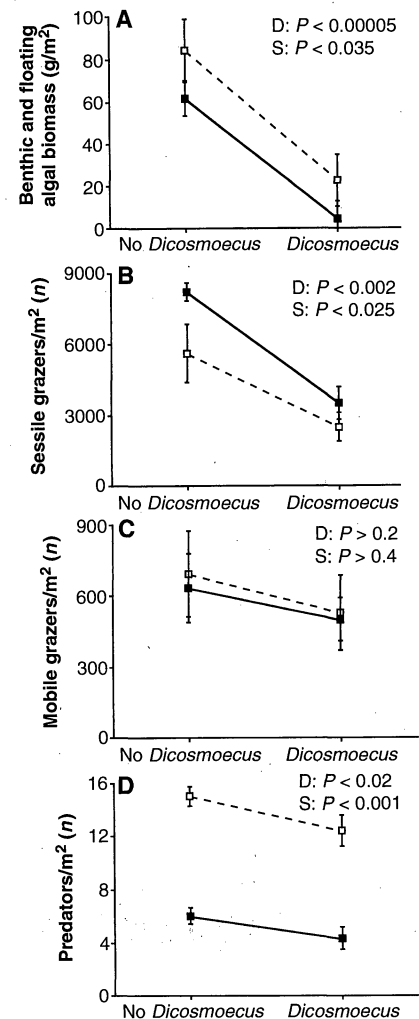 A
D: P < 0.00005
S: P < 0.035
Benthic and floating
algal biomass (g/m²)
100
80
60
40
20
0
No Dicosmoecus Dicosmoecus
B
D: P < 0.002
S: P < 0.025
Sessile grazers/m² (n)
9000
6000
3000
0
No Dicosmoecus Dicosmoecus
C
D: P > 0.2
S: P > 0.4
Mobile grazers/m² (n)
900
600
300
0
No Dicosmoecus Dicosmoecus
D
D: P < 0.02
S: P < 0.001
Predators/m² (n)
16
12
8
4
0
No Dicosmoecus Dicosmoecus